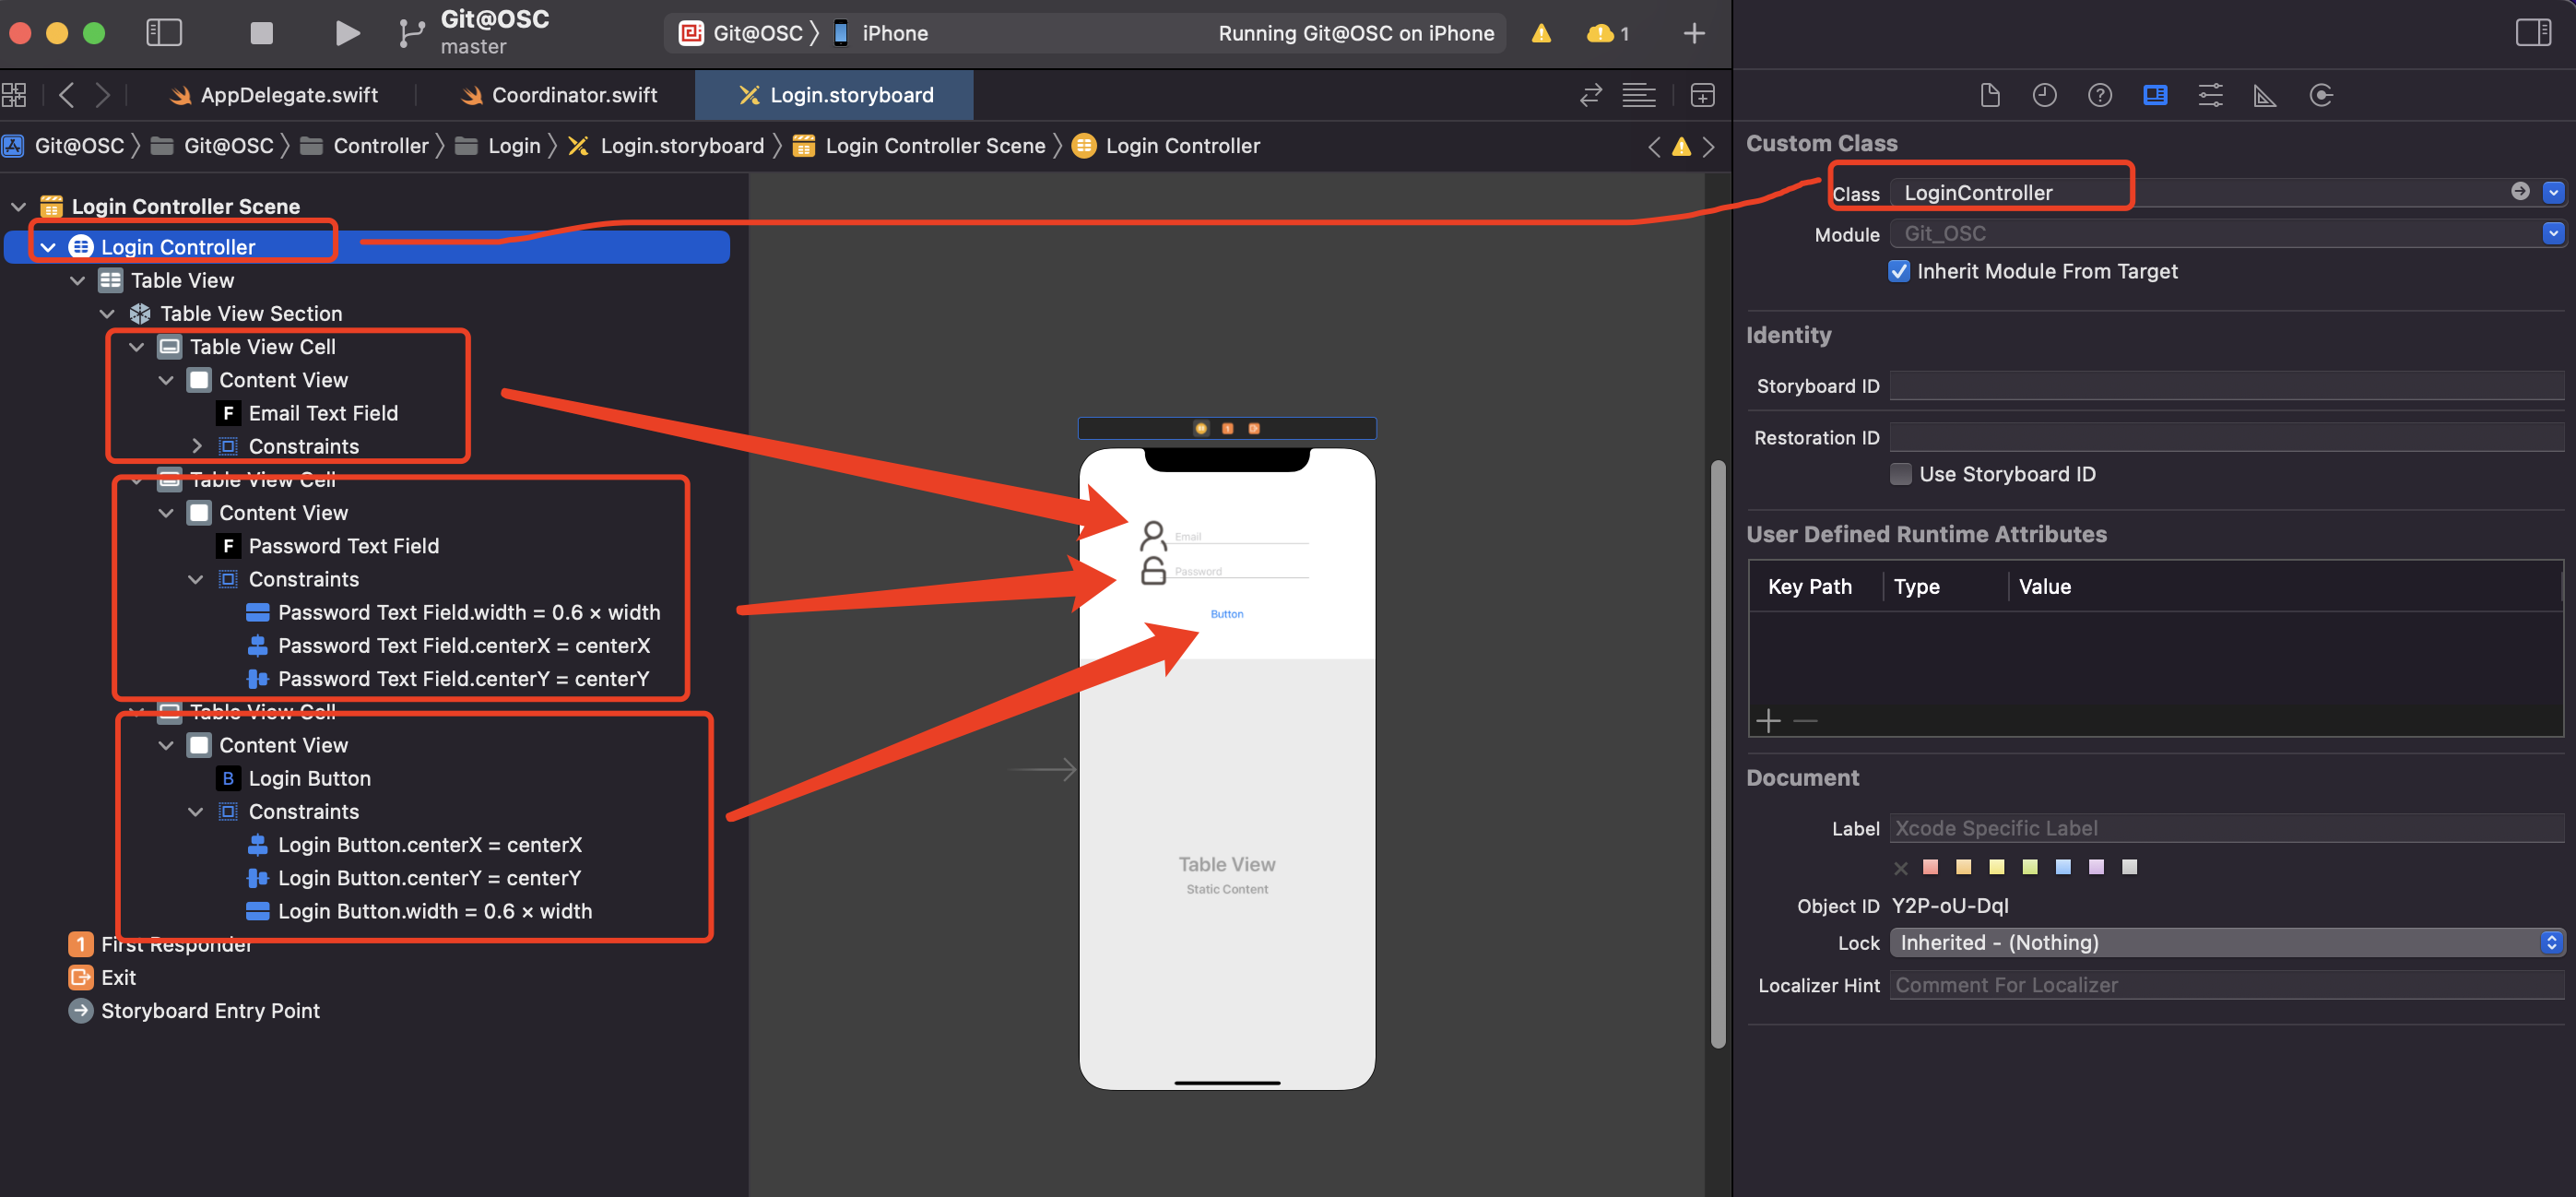 Git@OSC
master
Git@OSC
iPhone
Running Git@OSC on iPhone
1
AppDelegate.swift
Coordinator.swift
Login.storyboard
Git@OSC
Git@OSC
Controller
Login
Login.storyboard
Login Controller Scene
Login Controller
Login Controller Scene
Login Controller
Table View
Table View Section
Table View Cell
Content View
F Email Text Field
Constraints
Table View Cell
Content View
F Password Text Field
Constraints
Password Text Field.width = 0.6 × width
Password Text Field.centerX = centerX
Password Text Field.centerY = centerY
Table View Cell
Content View
B Login Button
Constraints
Login Button.centerX = centerX
Login Button.centerY = centerY
Login Button.width = 0.6 × width
1 First Responder
Exit
Storyboard Entry Point
1
Email
Password
Button
Table View
Static Content
Custom Class
Class LoginController
Module Git_OSC
Inherit Module From Target
Identity
Storyboard ID
Restoration ID
Use Storyboard ID
User Defined Runtime Attributes
Key Path Type Value
Document
Label Xcode Specific Label
Object ID Y2P-oU-Dql
Lock Inherited - (Nothing)
Localizer Hint Comment For Localizer